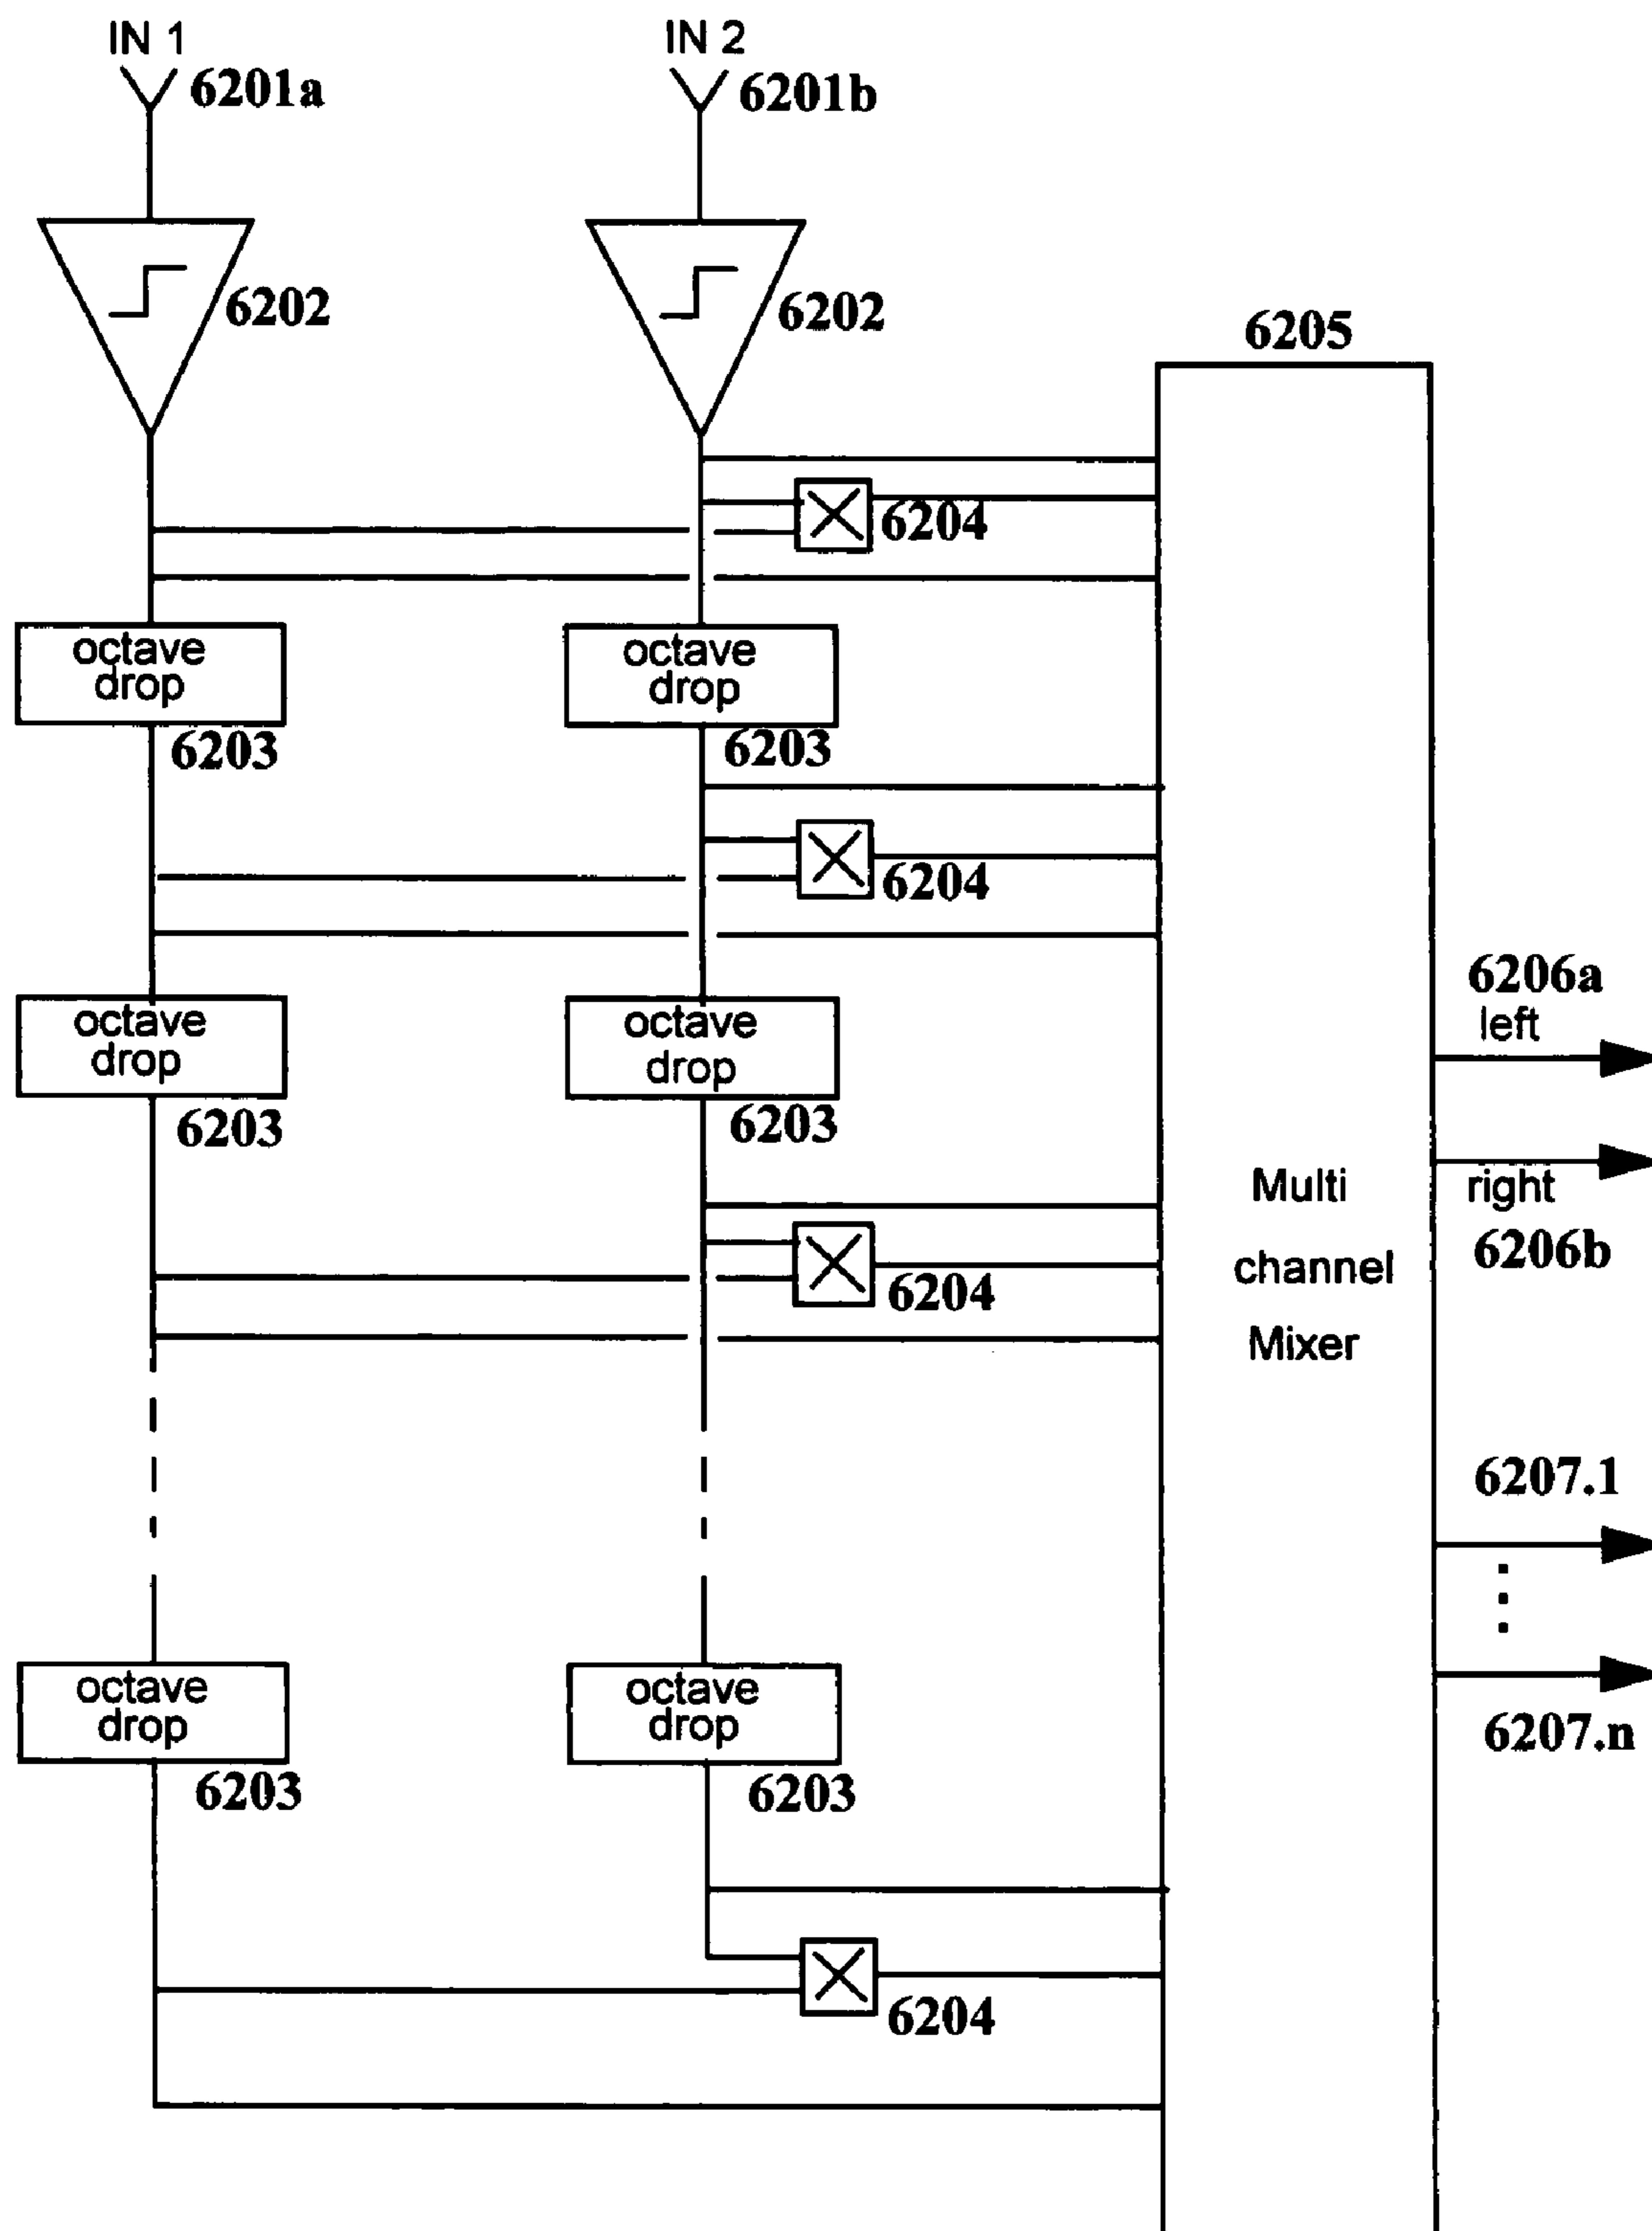 IN 1
IN 2
6201a
6201b
6202
6202
6205
6204
octave
drop
octave
drop
6203
6203
6204
6206a
left
octave
drop
octave
drop
6203
6203
right
6206b
Multi
channel
Mixer
6204
6207.1
6207.n
octave
drop
octave
drop
6203
6203
6204